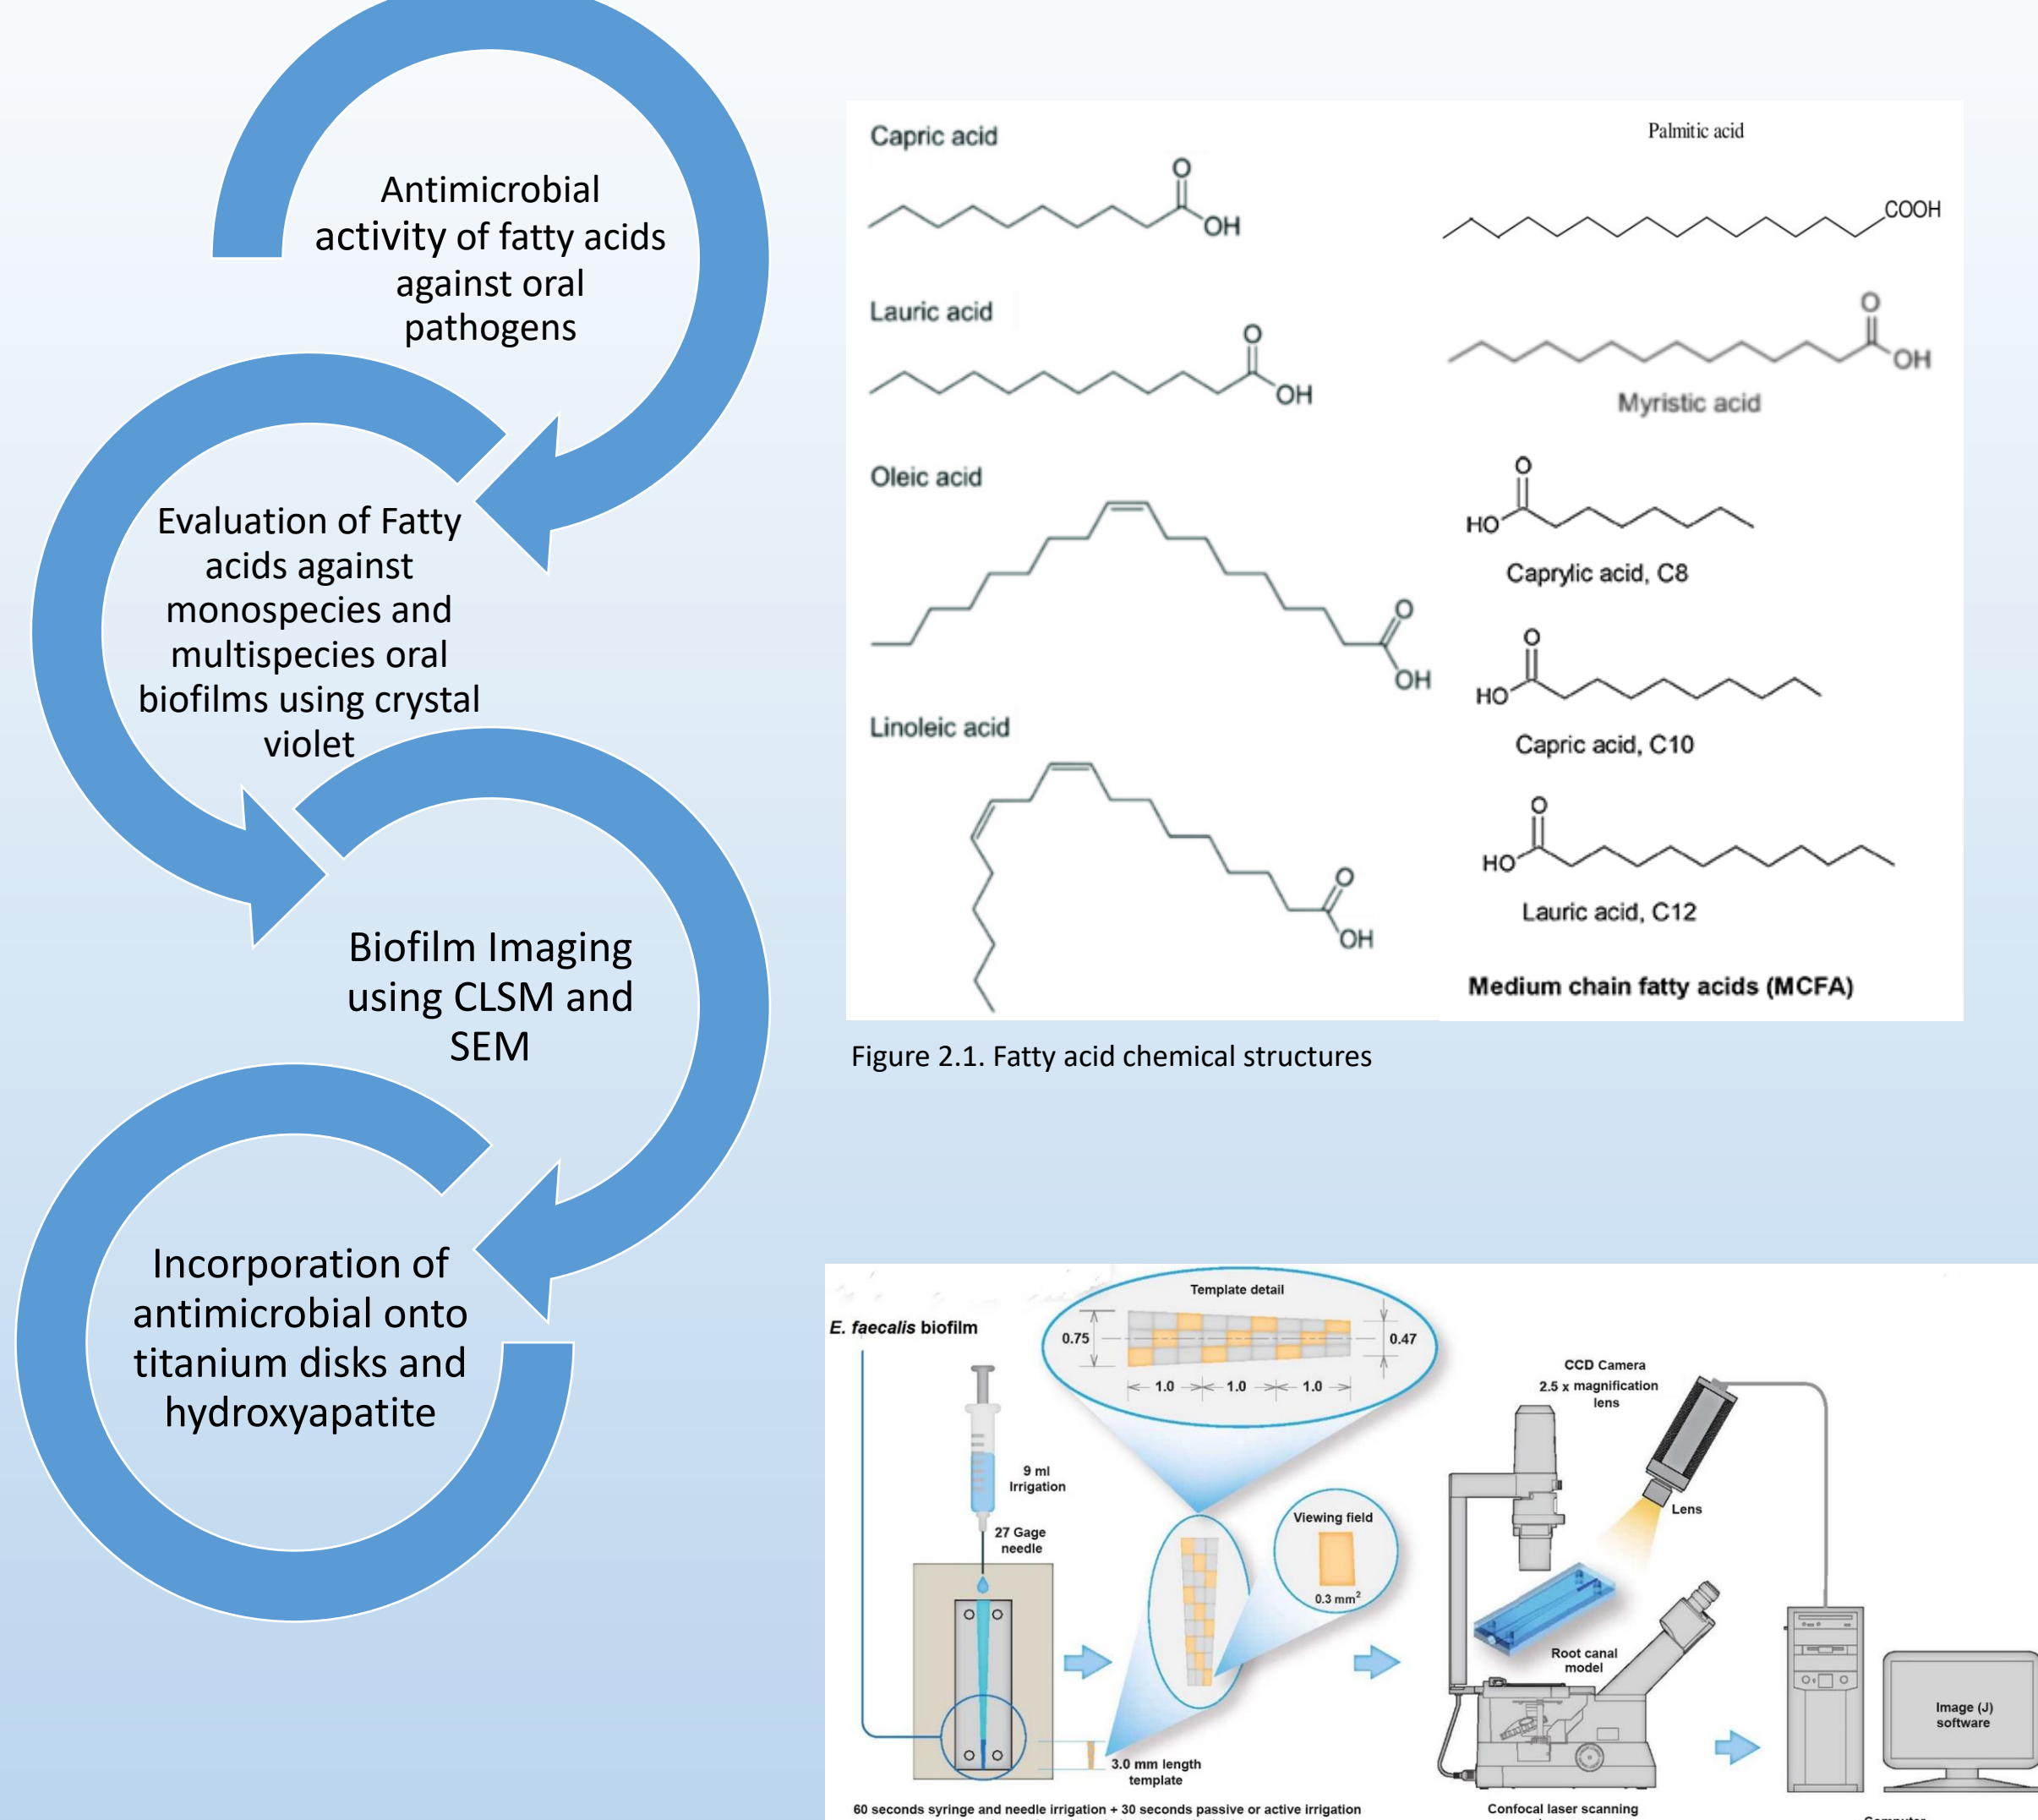 Antimicrobial
activity of fatty acids
against oral
pathogens
Evaluation of Fatty
acids against
monospecies and
multispecies oral
biofilms using crystal
violet
Biofilm Imaging
using CLSM and
SEM
Incorporation of
antimicrobial onto
titanium disks and
hydroxyapatite
Capric acid
O
OH
Lauric acid
O
OH
Oleic acid
O
OH
Linoleic acid
O
OH
Palmitic acid
COOH
O
OH
Myristic acid
O
HO
Caprylic acid, C8
O
HO
Capric acid, C10
O
HO
Lauric acid, C12
Medium chain fatty acids (MCFA)
Figure 2.1. Fatty acid chemical structures
E. faecalis biofilm
Template detail
0.75
0.47
1.0 1.0 1.0
9 ml
Irrigation
27 Gage
needle
Viewing field
0.3 mm²
3.0 mm length
template
60 seconds syringe and needle irrigation + 30 seconds passive or active irrigation
CCD Camera
2.5 x magnification
lens
Lens
Root canal
model
Confocal laser scanning
Image (J)
software